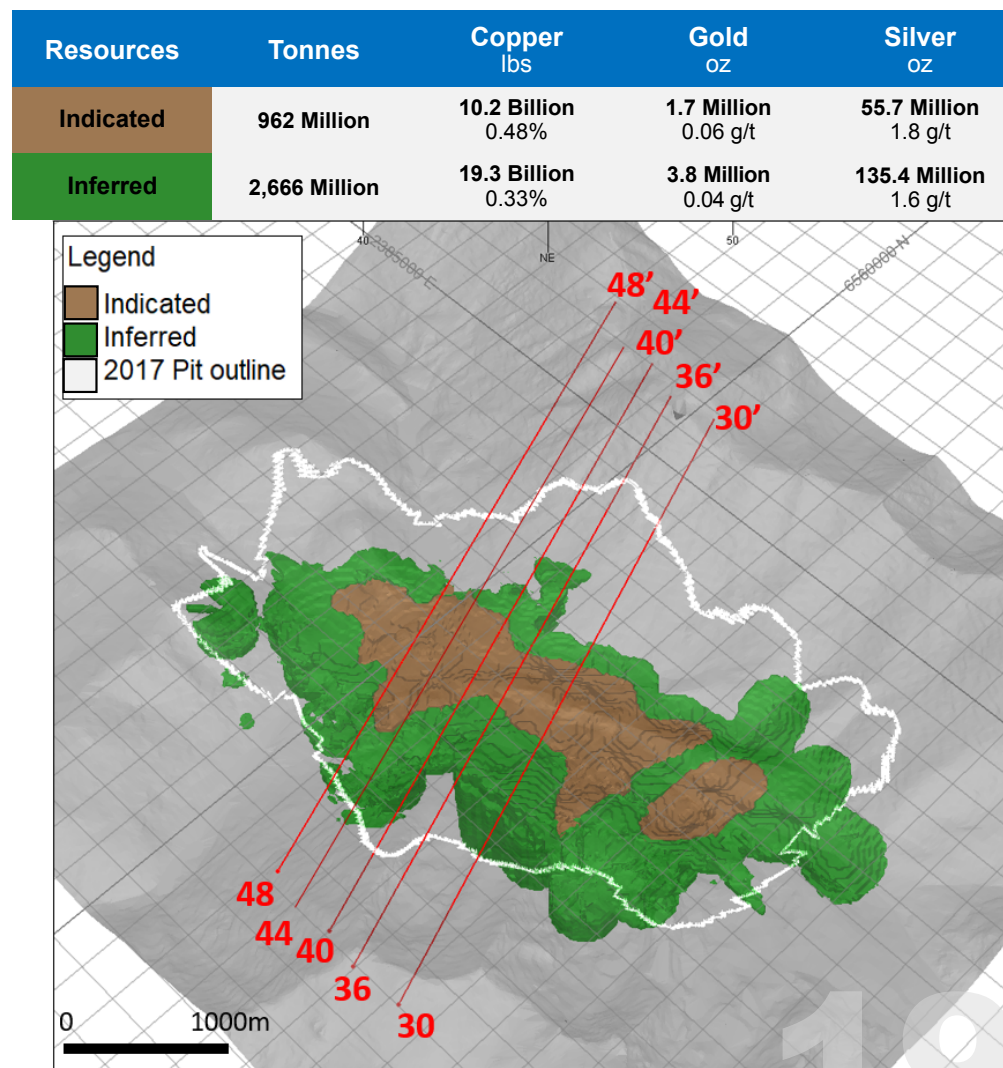 Resources Tonnes Copper lbs Gold oz Silver oz
Indicated 962 Million 10.2 Billion 0.48% 1.7 Million 0.06 g/t 55.7 Million 1.8 g/t
Inferred 2,666 Million 19.3 Billion 0.33% 3.8 Million 0.04 g/t 135.4 Million 1.6 g/t
Legend
Indicated
Inferred
2017 Pit outline
40
2385000 E
NE
50
6560000 N
48’
44’
40’
36’
30’
48
44
40
36
30
0 1000m